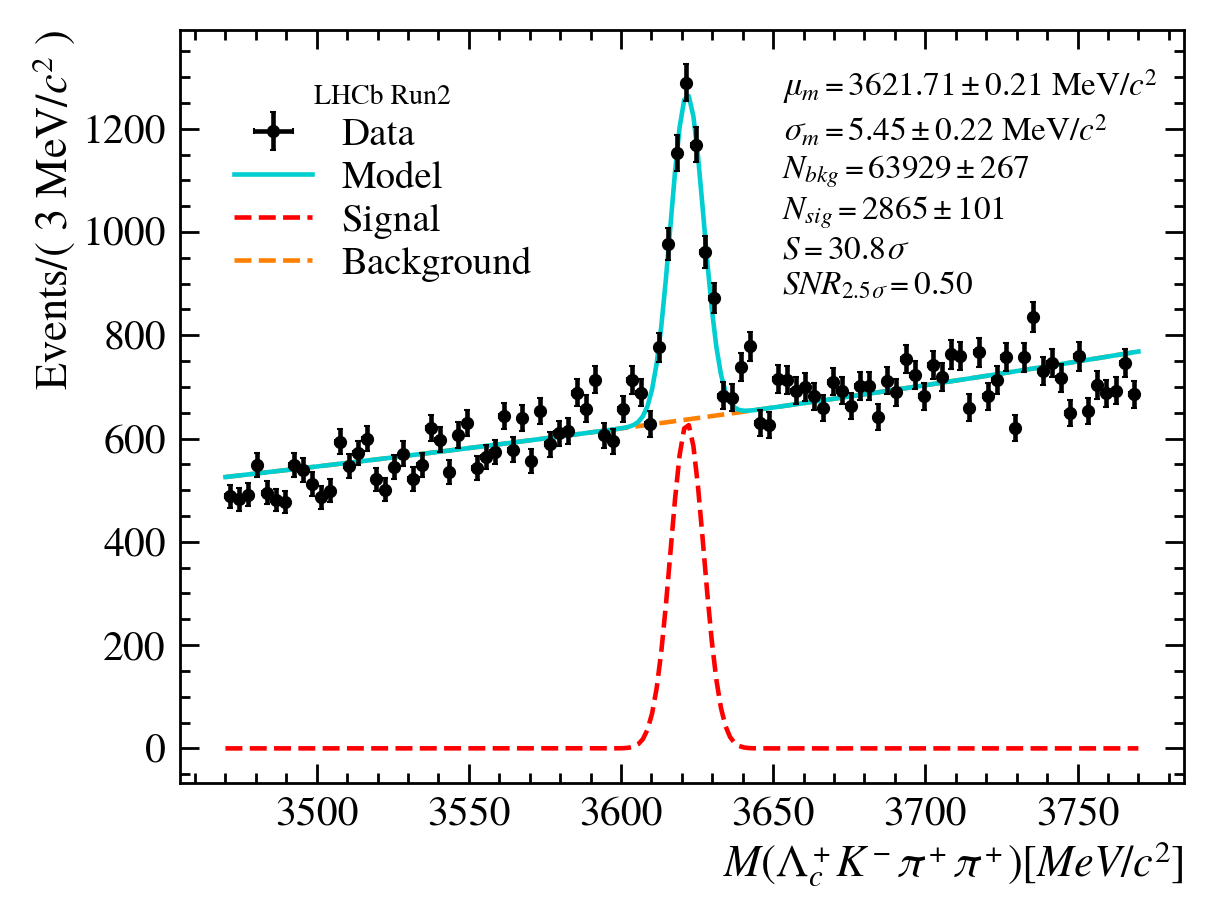 Events/( 3 MeV/c² )
1200
1000
800
600
400
200
0
LHCb Run2
Data
Model
Signal
Background
μ_m = 3621.71 ± 0.21 MeV/c²
σ_m = 5.45 ± 0.22 MeV/c²
N_bkg = 63929 ± 267
N_sig = 2865 ± 101
S = 30.8σ
SNR_2.5σ = 0.50
3500 3550 3600 3650 3700 3750
M(Λ_c⁺K⁻π⁺π⁺)[MeV/c²]